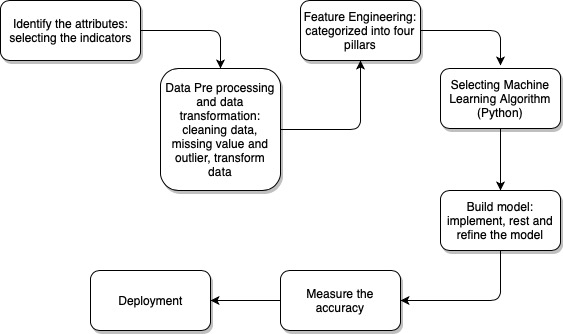 Identify the attributes:
selecting the indicators
Data Pre processing
and data
transformation:
cleaning data,
missing value and
outlier, transform
data
Feature Engineering:
categorized into four
pillars
Selecting Machine
Learning Algorithm
(Python)
Build model:
implement, rest and
refine the model
Measure the
accuracy
Deployment